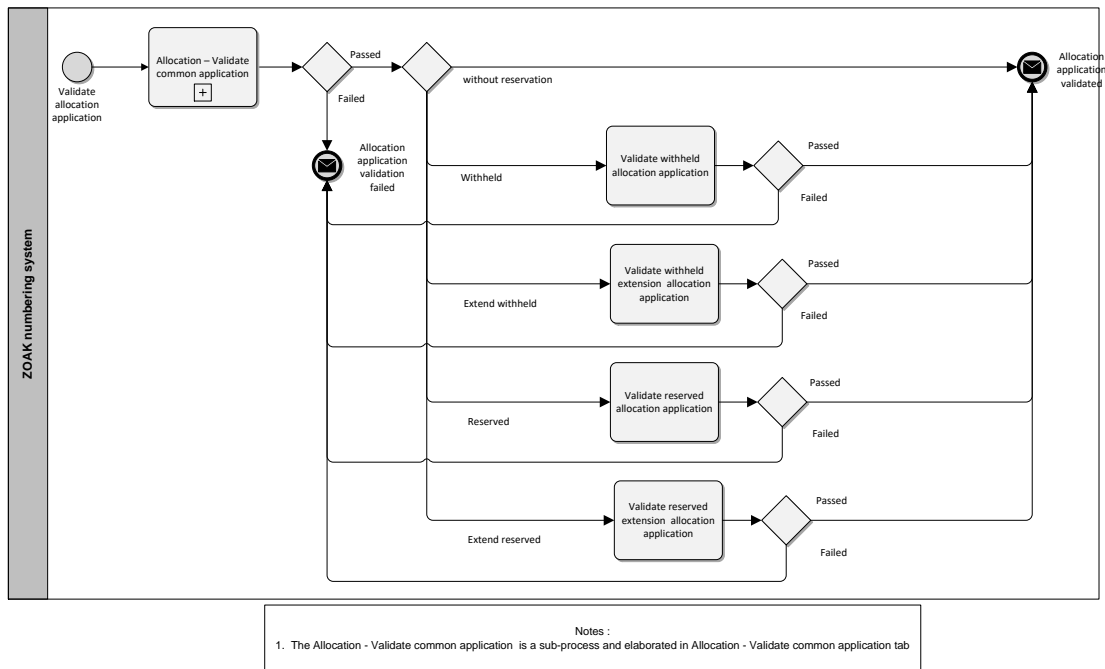 ZOAK numbering system
Validate
allocation
application
Allocation – Validate
common application
Passed
Failed
without reservation
Allocation
application
validated
Allocation
application
validation
failed
Withheld
Validate withheld
allocation application
Passed
Failed
Extend withheld
Validate withheld
extension allocation
application
Passed
Failed
Reserved
Validate reserved
allocation application
Passed
Failed
Extend reserved
Validate reserved
extension allocation
application
Passed
Failed
Notes :
1. The Allocation - Validate common application is a sub-process and elaborated in Allocation - Validate common application tab